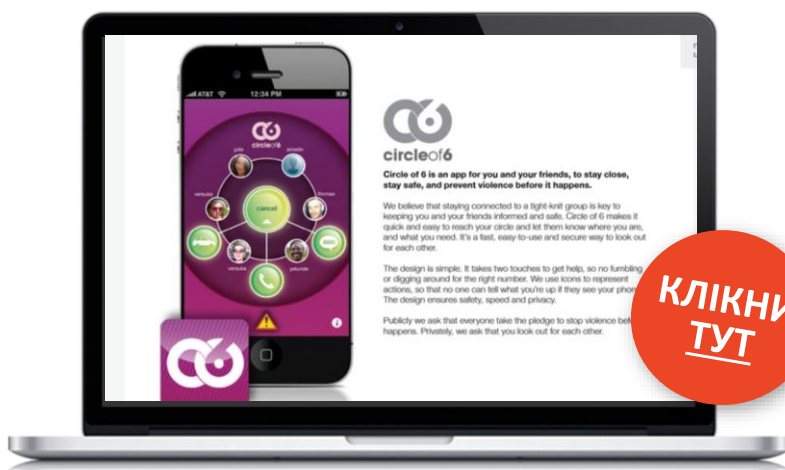 AT&T 12:34 PM
circleof6
julie
vanouka
thomas
cancel
vanouka
yetunde
circleof6
Circle of 6 is an app for you and your friends, to stay close,
stay safe, and prevent violence before it happens.
We believe that staying connected to a tight-knit group is key to
keeping you and your friends informed and safe. Circle of 6 makes it
quick and easy to reach your circle and let them know where you are,
and what you need. It's a fast, easy-to-use and secure way to look out
for each other.
The design is simple. It takes two touches to get help, so no fumbling
or digging around for the right number. We use icons to represent
actions, so that no one can tell what you're up if they see your phon
The design ensures safety, speed and privacy.
Publicly we ask that everyone take the pledge to stop violence bef
happens. Privately, we ask that you look out for each other.
КЛІКНИ
ТУТ